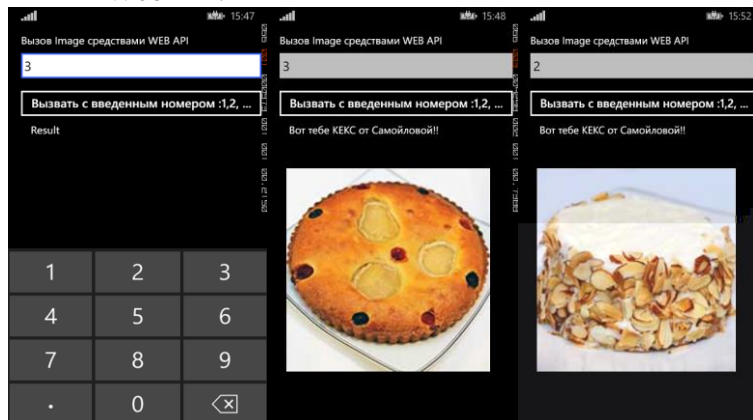 15:47
Вызов Image средствами WEB API
3
Вызвать с введенным номером :1,2, ...
Result
1 2 3
4 5 6
7 8 9
. 0
15:48
Вызов Image средствами WEB API
3
Вызвать с введенным номером :1,2, ...
Вот тебе КЕКС от Самойловой!!
15:52
Вызов Image средствами WEB API
2
Вызвать с введенным номером :1,2, ...
Вот тебе КЕКС от Самойловой!!